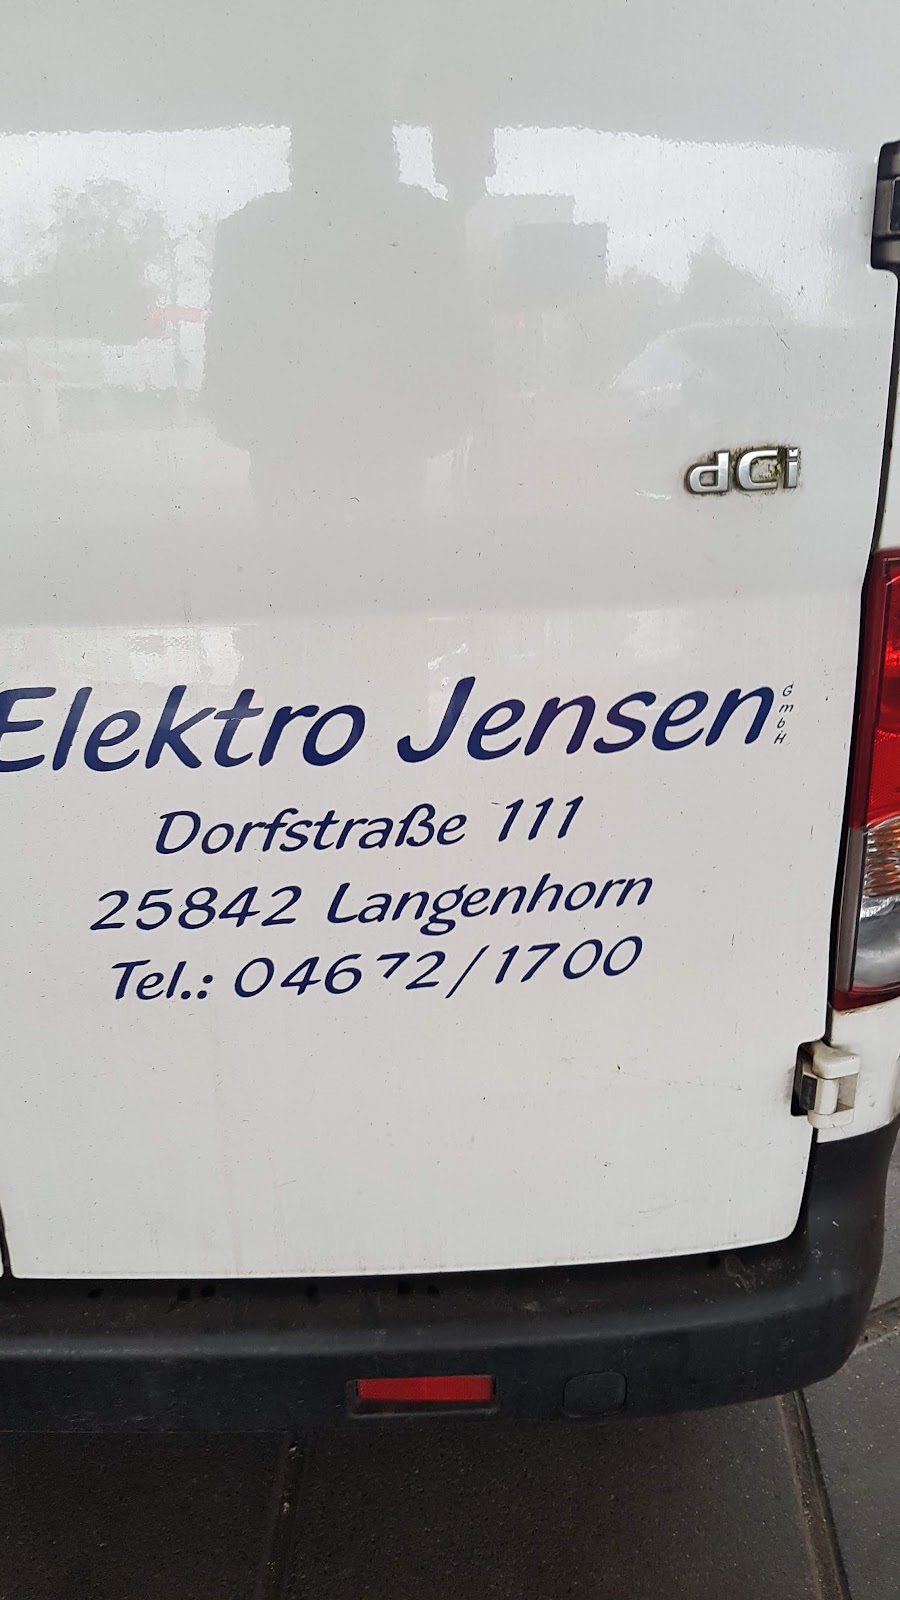 dCi
Elektro Jensen GmbH
Dorfstraße 111
25842 Langenhorn
Tel.: 04672/1700